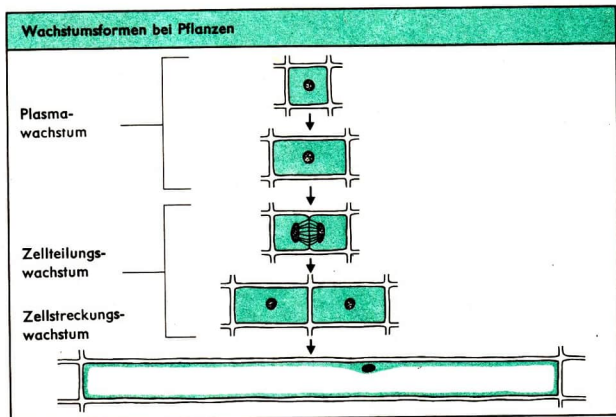 Wachstumsformen bei Pflanzen
Plasma-
wachstum
Zellteilungs-
wachstum
Zellstreckungs-
wachstum